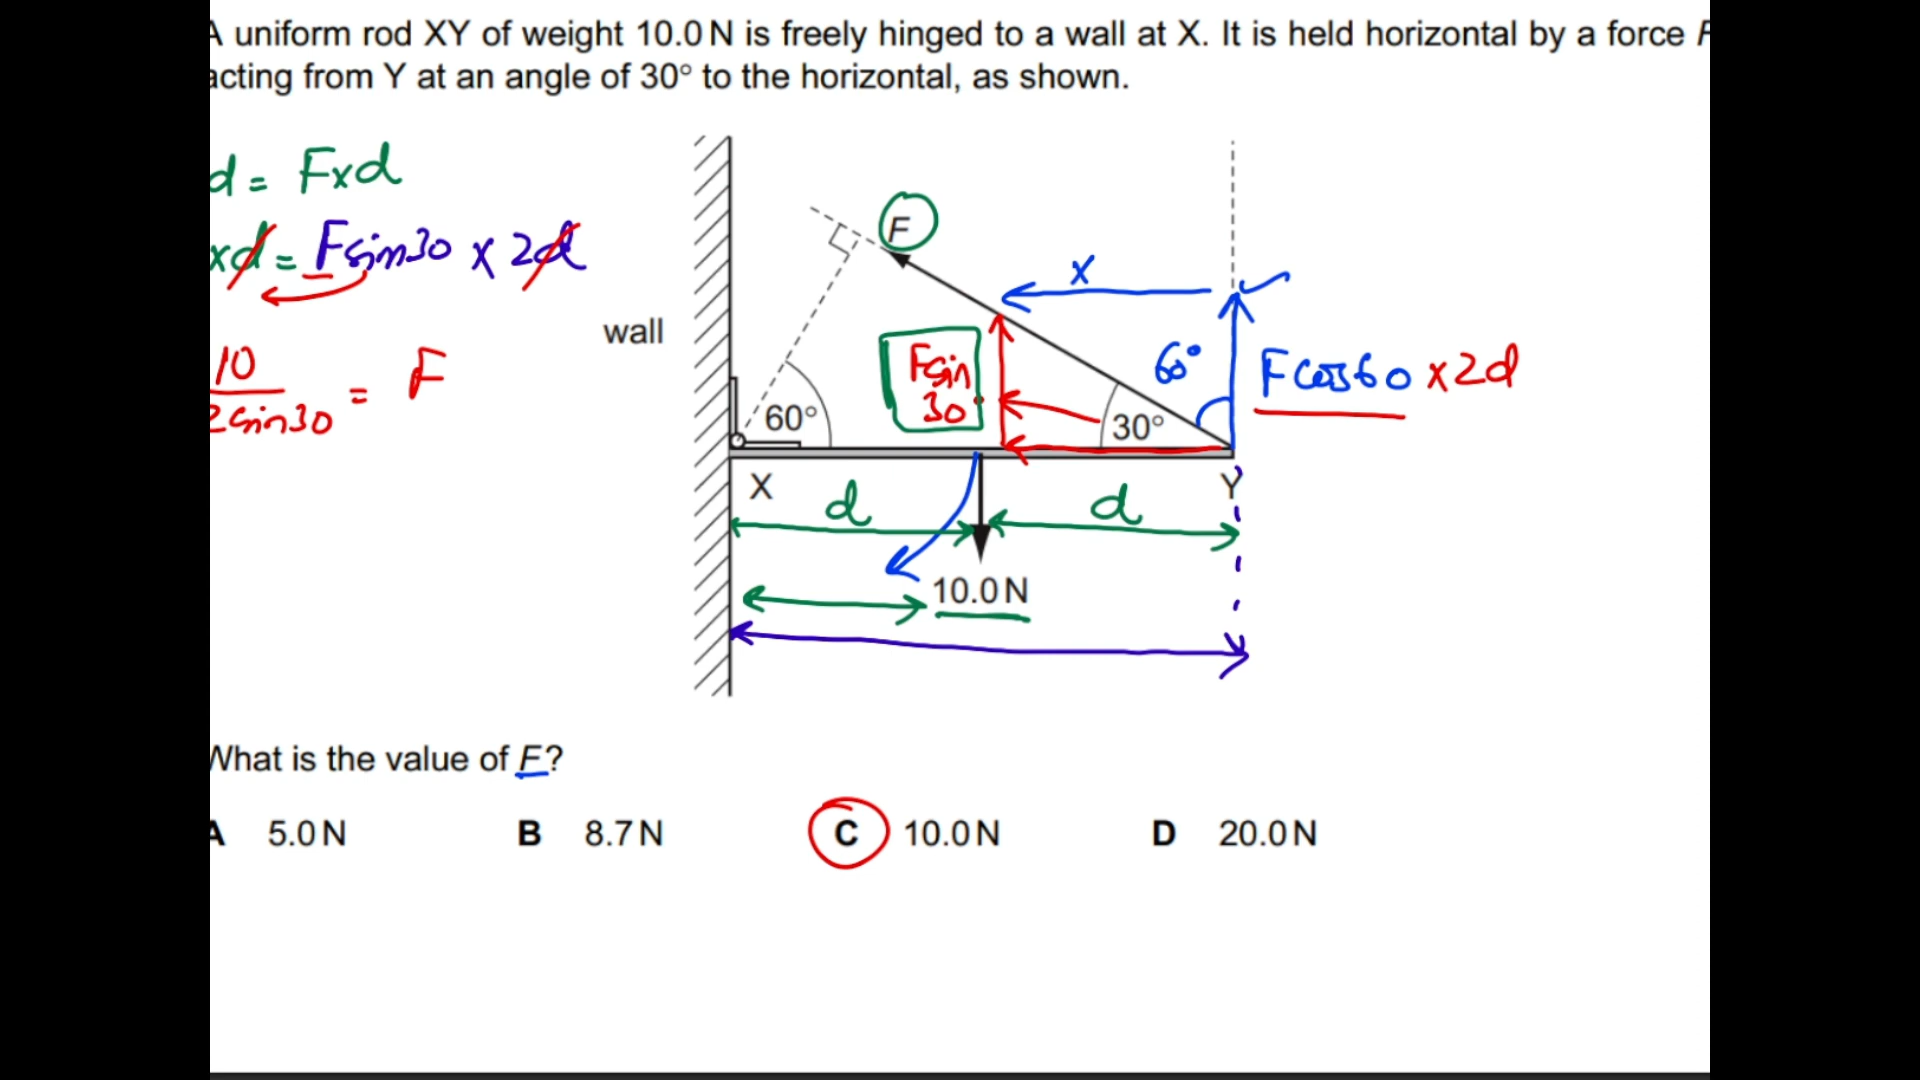 A uniform rod XY of weight 10.0 N is freely hinged to a wall at X. It is held horizontal by a force F
acting from Y at an angle of 30° to the horizontal, as shown.
d = F×d
×d = Fsin30 × 2d
10
2sin30
= F
wall
F
x
60°
Fsin
30
60°
30°
Fcos60 ×2d
X
Y
d
d
10.0 N
What is the value of F?
A 5.0 N B 8.7 N C 10.0 N D 20.0 N